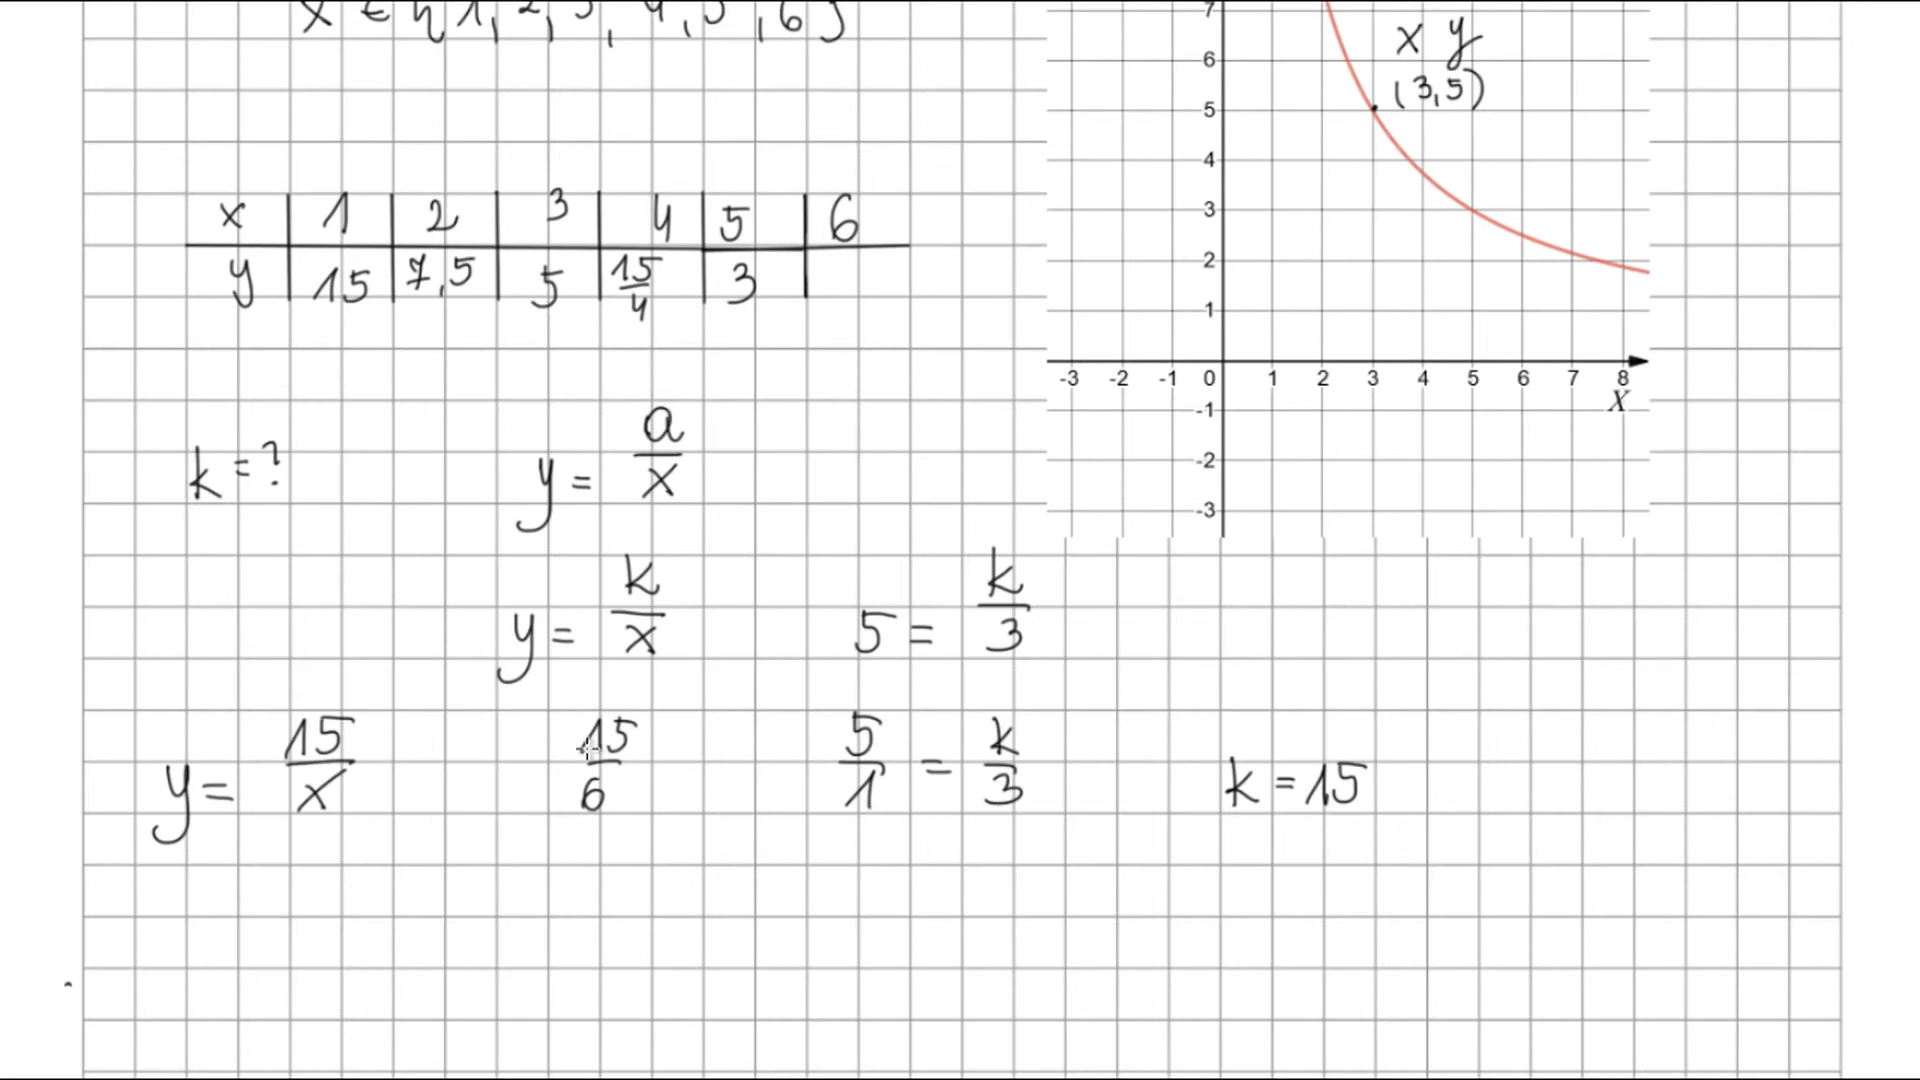 x ∈ {1, 2, 3, 4, 5, 6}
x 1 2 3 4 5 6
y 15 7,5 5 15/4 3
k = ?
y = a/x
y = k/x
5 = k/3
y = 15/x
15/6
5/1 = k/3
k = 15
x y
(3,5)
7
6
5
4
3
2
1
-3 -2 -1 0 1 2 3 4 5 6 7 8
X
-1
-2
-3